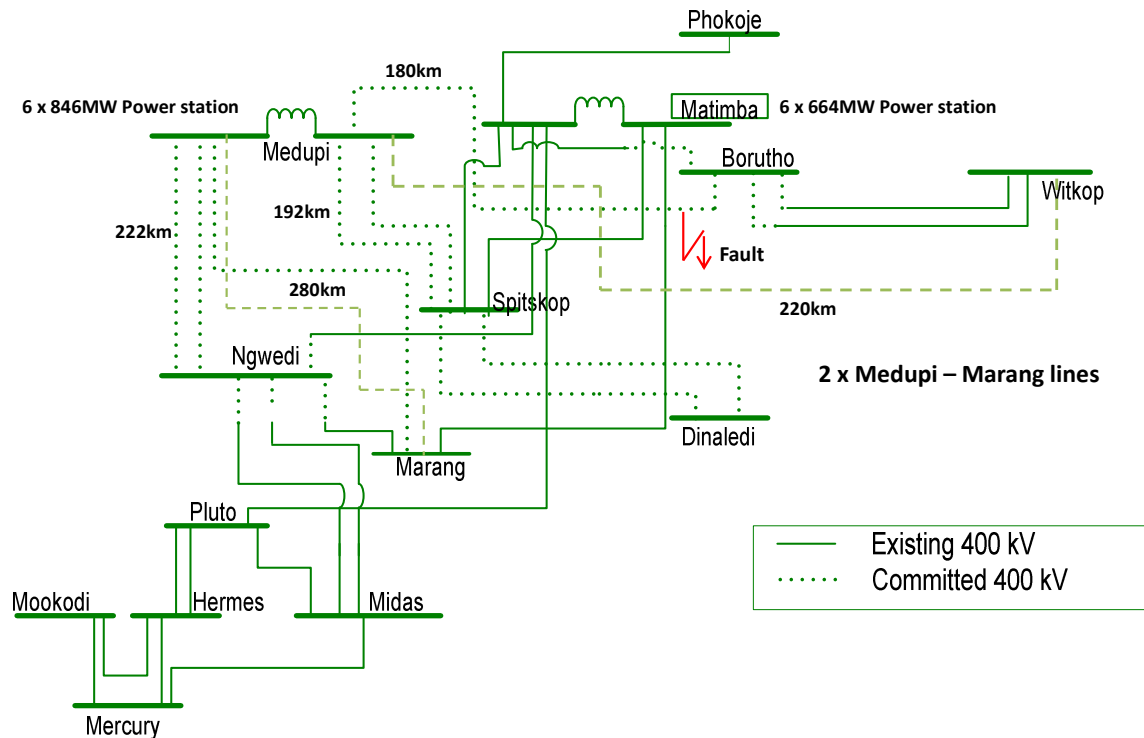 Phokoje
180km
6 x 846MW Power station
Matimba
6 x 664MW Power station
Medupi
Borutho
Witkop
192km
222km
Fault
280km
Spitskop
220km
Ngwedi
2 x Medupi – Marang lines
Dinaledi
Marang
Pluto
Existing 400 kV
Committed 400 kV
Mookodi
Hermes
Midas
Mercury